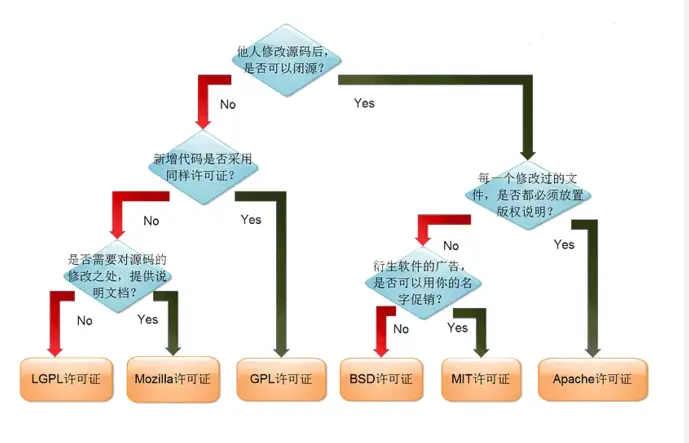 他人修改源码后，
是否可以闭源？
No
Yes
新增代码是否采用
同样许可证？
每一个修改过的文
件，是否都必须放置
版权说明？
No
Yes
No
Yes
是否需要对源码的
修改之处，提供说
明文档？
衍生软件的广告，
是否可以用你的名
字促销？
No
Yes
No
Yes
LGPL许可证
Mozilla许可证
GPL许可证
BSD许可证
MIT许可证
Apache许可证